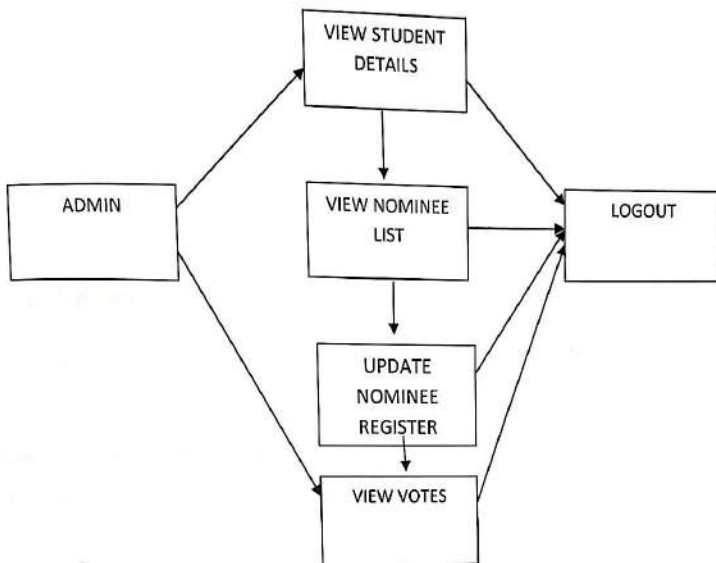 VIEW STUDENT
DETAILS
ADMIN
VIEW NOMINEE
LIST
LOGOUT
UPDATE
NOMINEE
REGISTER
VIEW VOTES